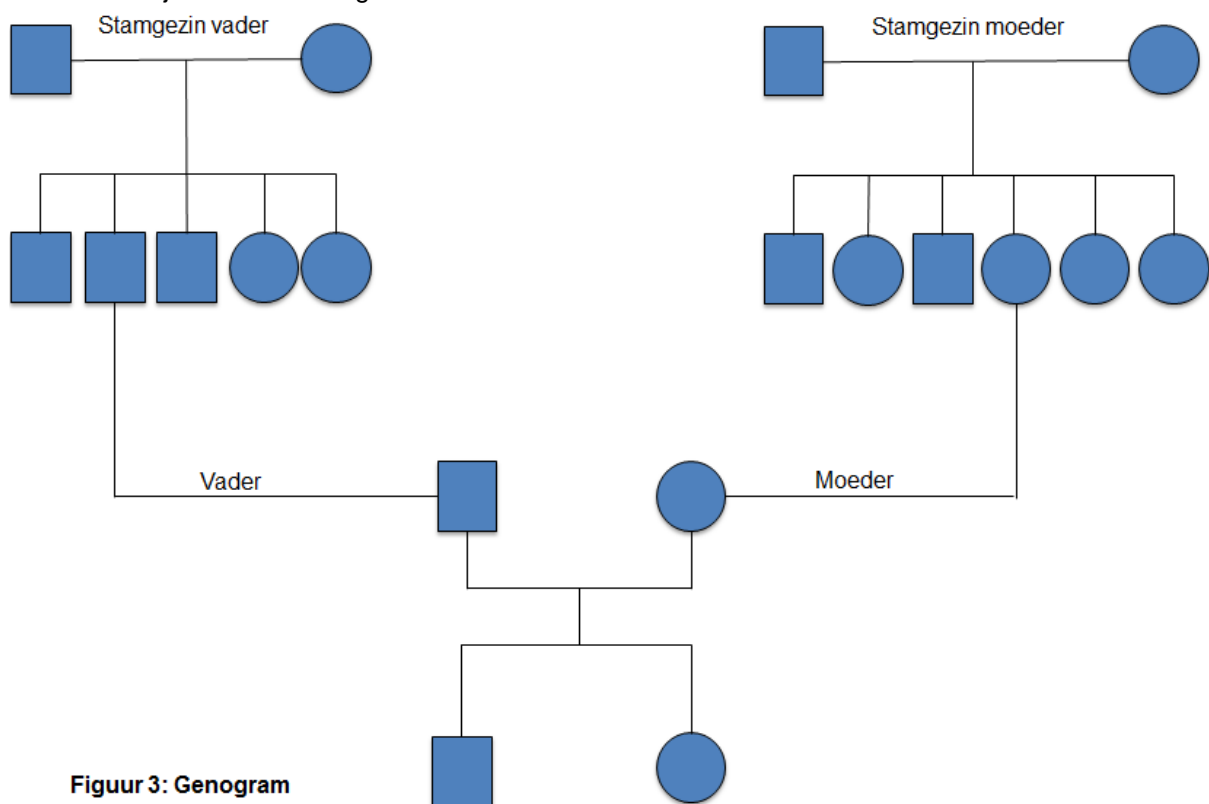 Stamgezin vader
Stamgezin moeder
Vader
Moeder
Figuur 3: Genogram